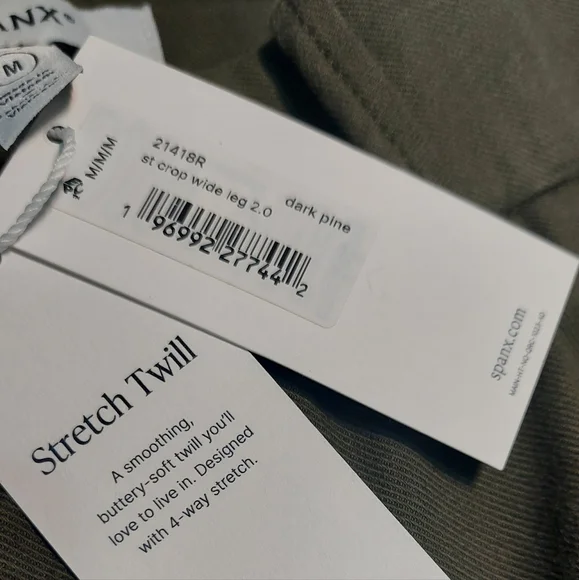 ANX®
M
M/M/M
21418R
st crop wide leg 2.0 dark pine
1 96992 27744 2
spanx.com
Stretch Twill
A smoothing,
buttery-soft twill you'll
love to live in. Designed
with 4-way stretch.